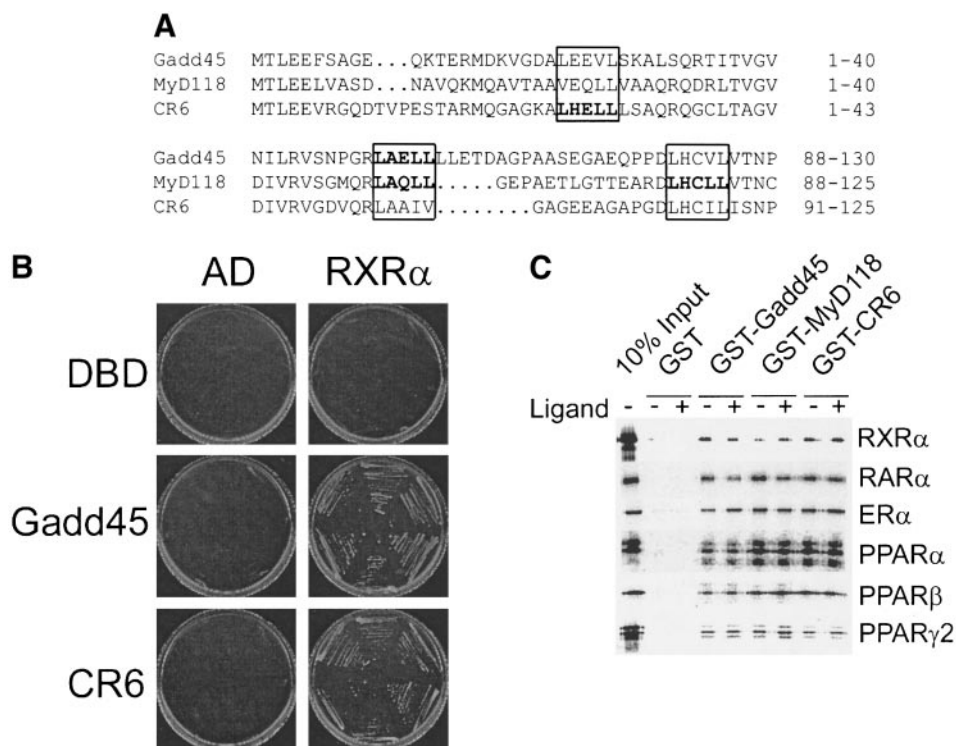 A
Gadd45 MTLEEFSAGE...QKTERMDKVGDALEEVLSKALSQRTITVGV 1-40
MyD118 MTLEELVASD...NAVQKMQAVTAAVEQLLVAAQRQDRLTVGV 1-40
CR6 MTLEEVRGQDTVPESTARMQGAGKALHELLLSAQRQGCLTAGV 1-43
Gadd45 NILRVSNPGRLAELLLLETDAGPAASEGAEQPPDLHCVLVTNP 88-130
MyD118 DIVRVSGMQRLAQLL.....GEPAETLGTTEARDLHCLLVTNC 88-125
CR6 DIVRVGDVQRLAAIV........GAGEEAGAPGDLHCILISNP 91-125
B
AD RXRα
DBD
Gadd45
CR6
C
10% Input GST GST-Gadd45 GST-MyD118 GST-CR6
Ligand - - + - + - + - +
RXRα
RARα
ERα
PPARα
PPARβ
PPARγ2